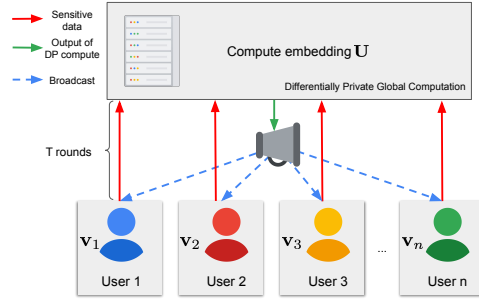 Sensitive
data
Output of
DP compute
Broadcast
Compute embedding U
Differentially Private Global Computation
T rounds
v₁
v₂
v₃
...
vₙ
User 1
User 2
User 3
User n